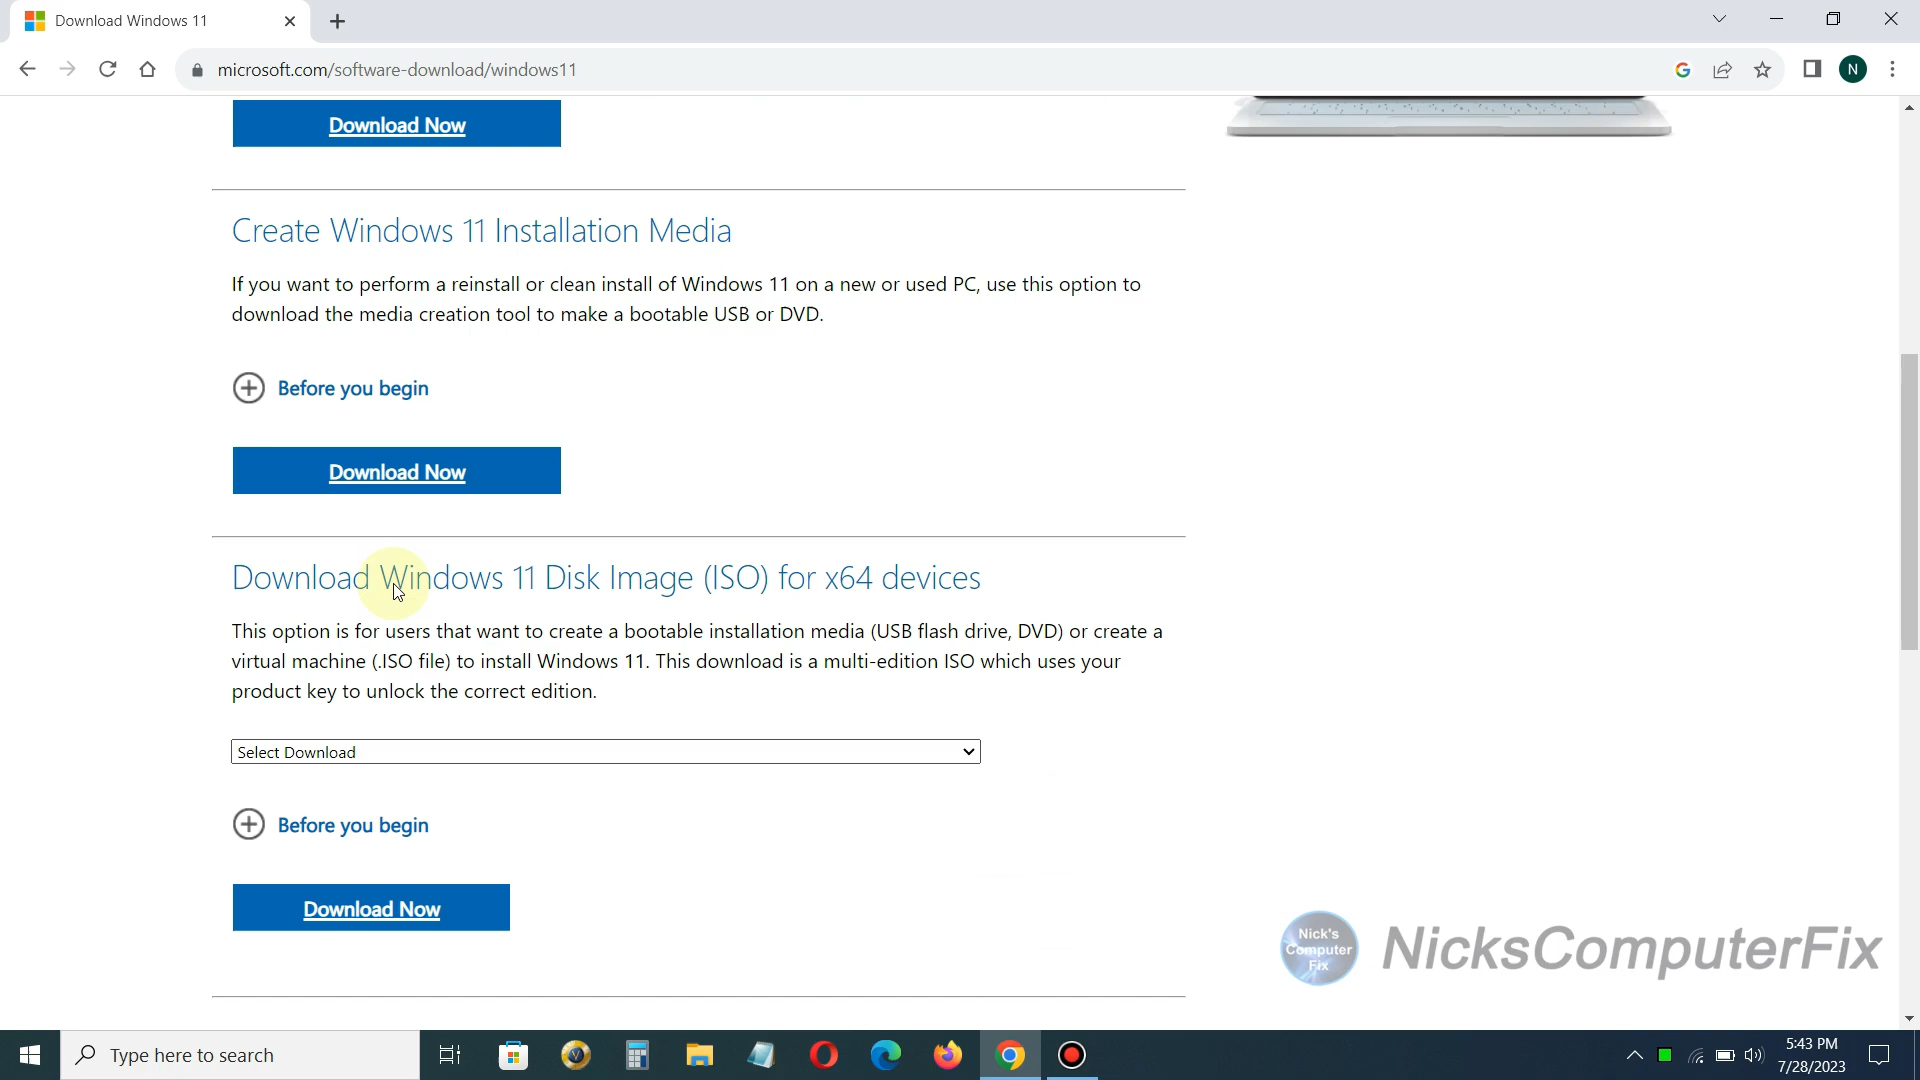 Download Windows 11
microsoft.com/software-download/windows11
N
Download Now
Create Windows 11 Installation Media
If you want to perform a reinstall or clean install of Windows 11 on a new or used PC, use this option to
download the media creation tool to make a bootable USB or DVD.
Before you begin
Download Now
Download Windows 11 Disk Image (ISO) for x64 devices
This option is for users that want to create a bootable installation media (USB flash drive, DVD) or create a
virtual machine (.ISO file) to install Windows 11. This download is a multi-edition ISO which uses your
product key to unlock the correct edition.
Select Download
Before you begin
Download Now
Nick's
Computer
Fix
NicksComputerFix
Type here to search
5:43 PM
7/28/2023